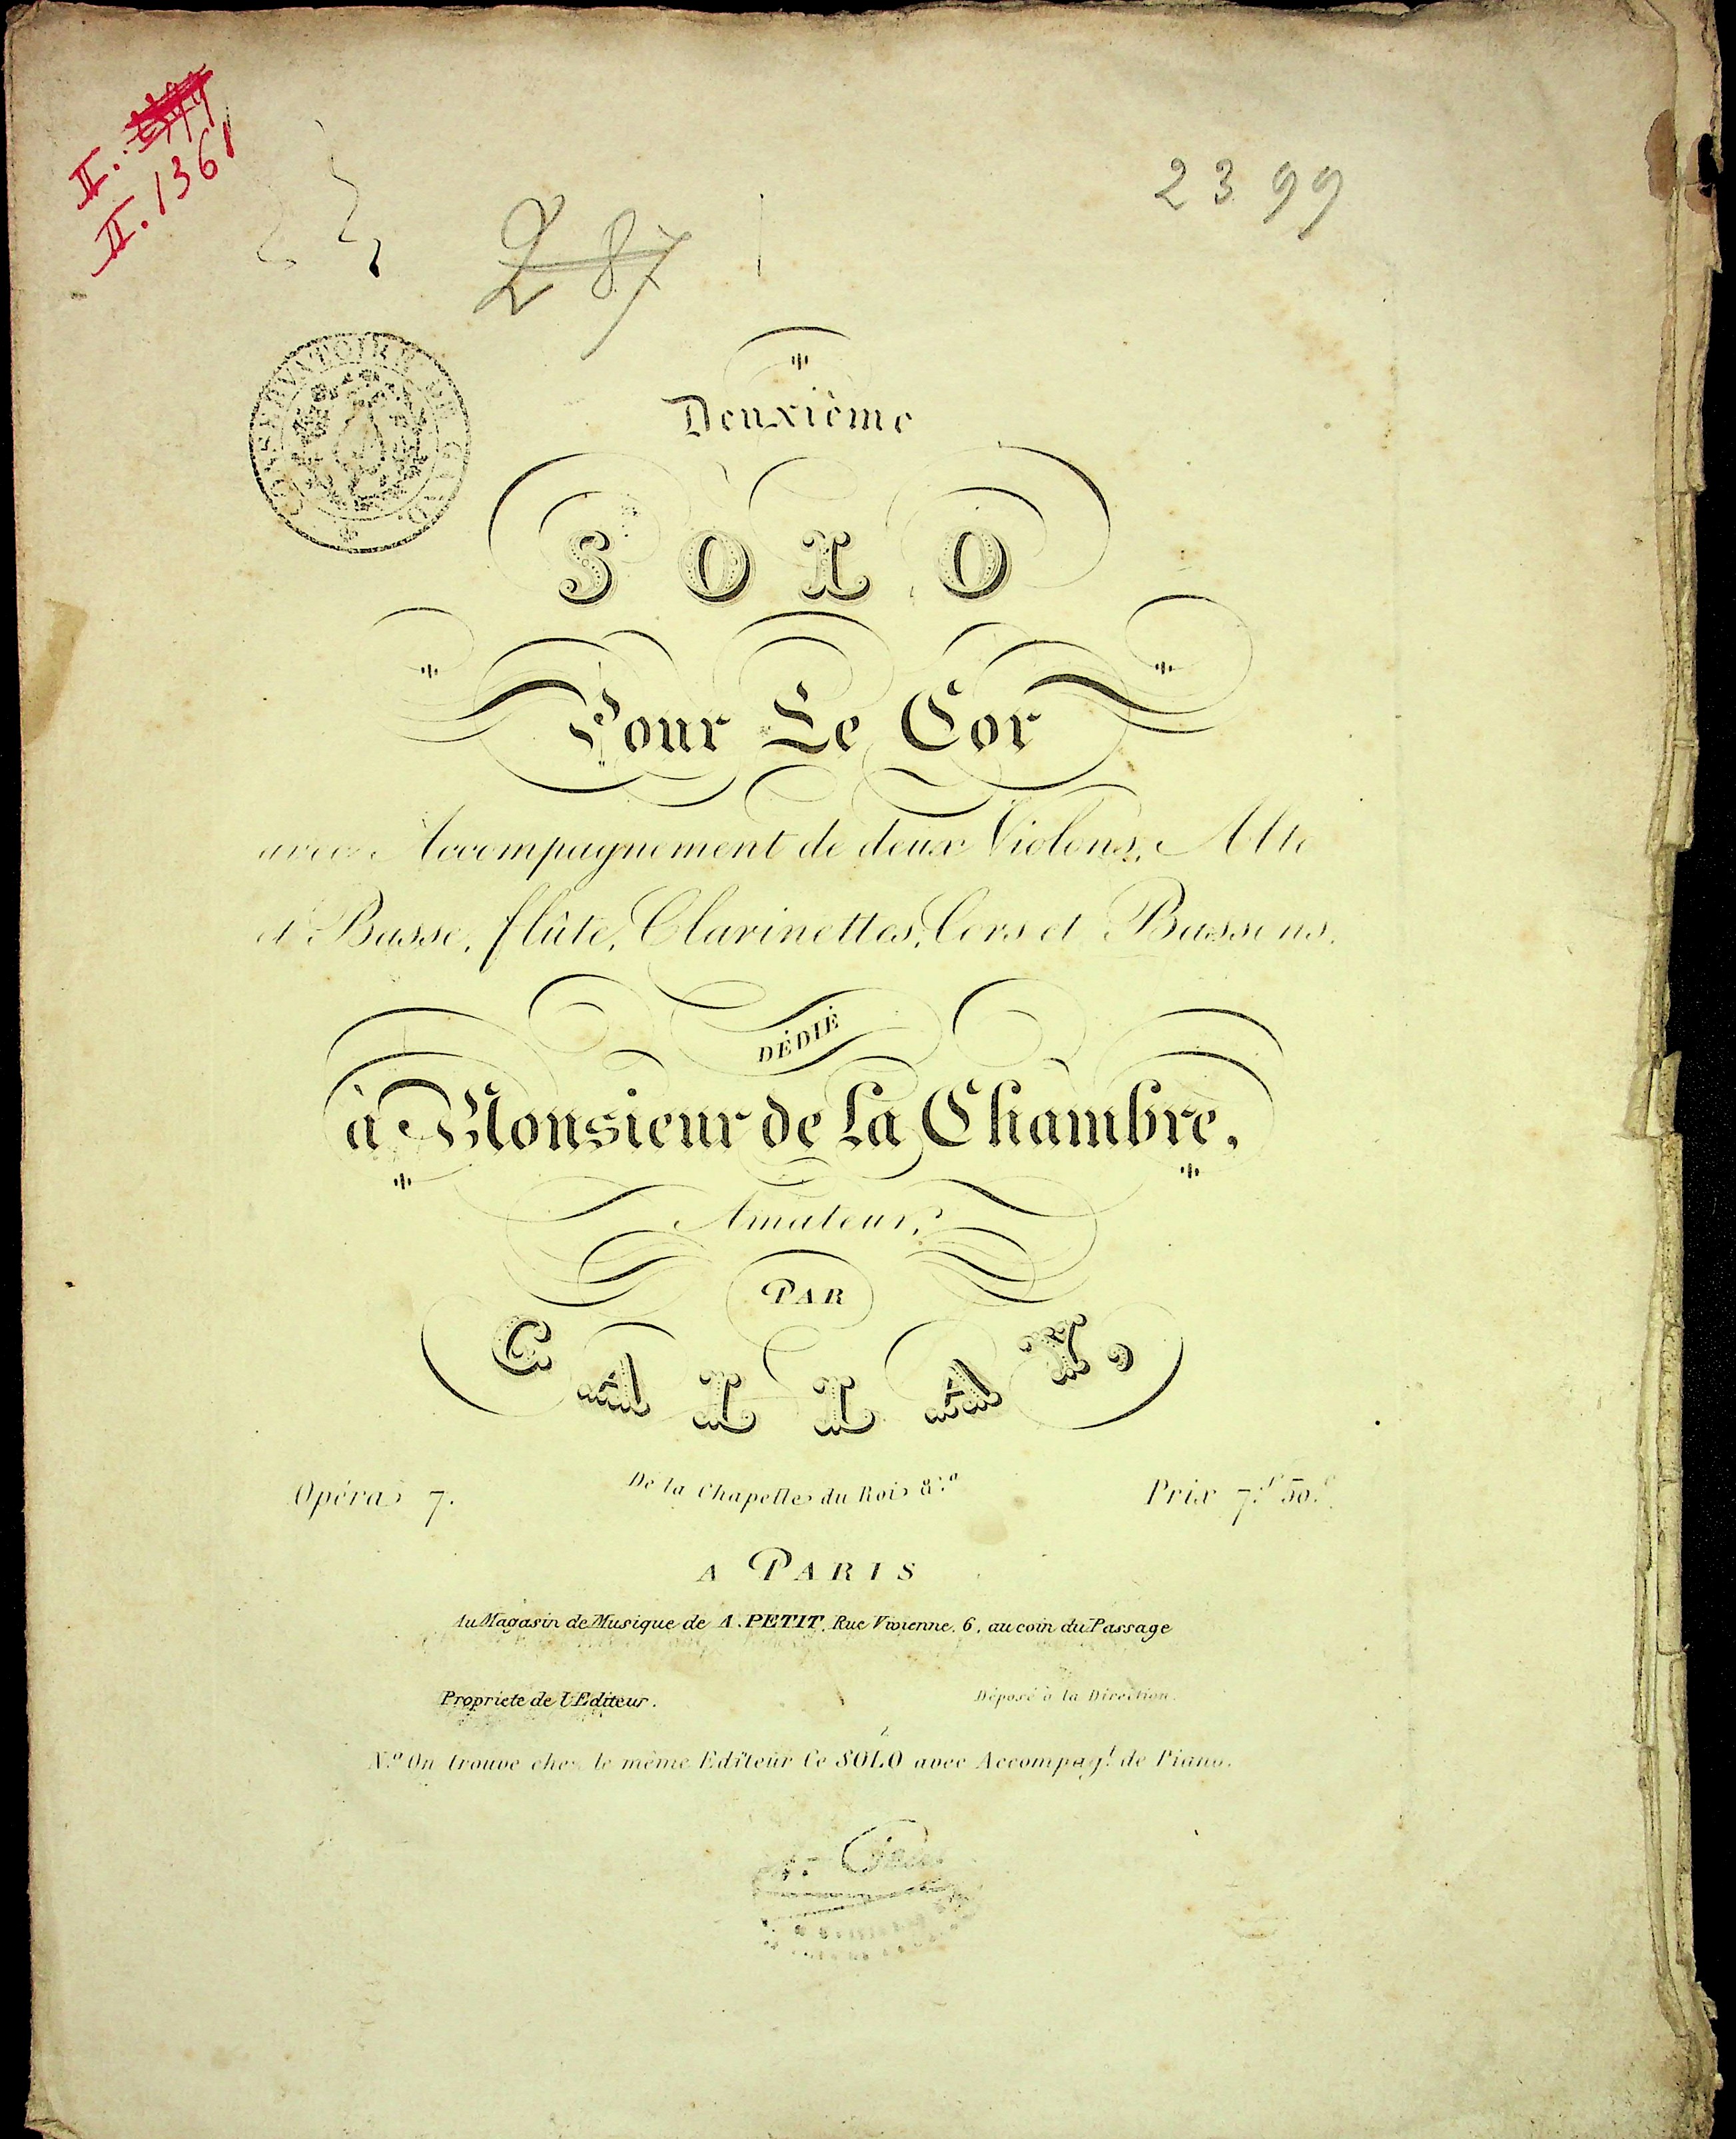 II.
II. 1361
2399
287
CONSERVATOIRE DE GAND.
Deuxième
SOLO
Pour Le Cor
avec Accompagnement de deux Violons, Alto
et Basse, flûte, Clarinettes, Cors et Bassons.
DÉDIÉ
à Monsieur de La Chambre,
Amateur,
PAR
GALLAY,
Opéra 7.
De la Chapelle du Roi &.ª
Prix 7.f 50.c
A PARIS
Au Magasin de Musique de A. PETIT, Rue Vivienne, 6, au coin du Passage
Propriete de l'Editeur.
Déposé à la Direction.
N.ª On trouve chez le même Editeur Ce SOLO avec Accompag.t de Piano.